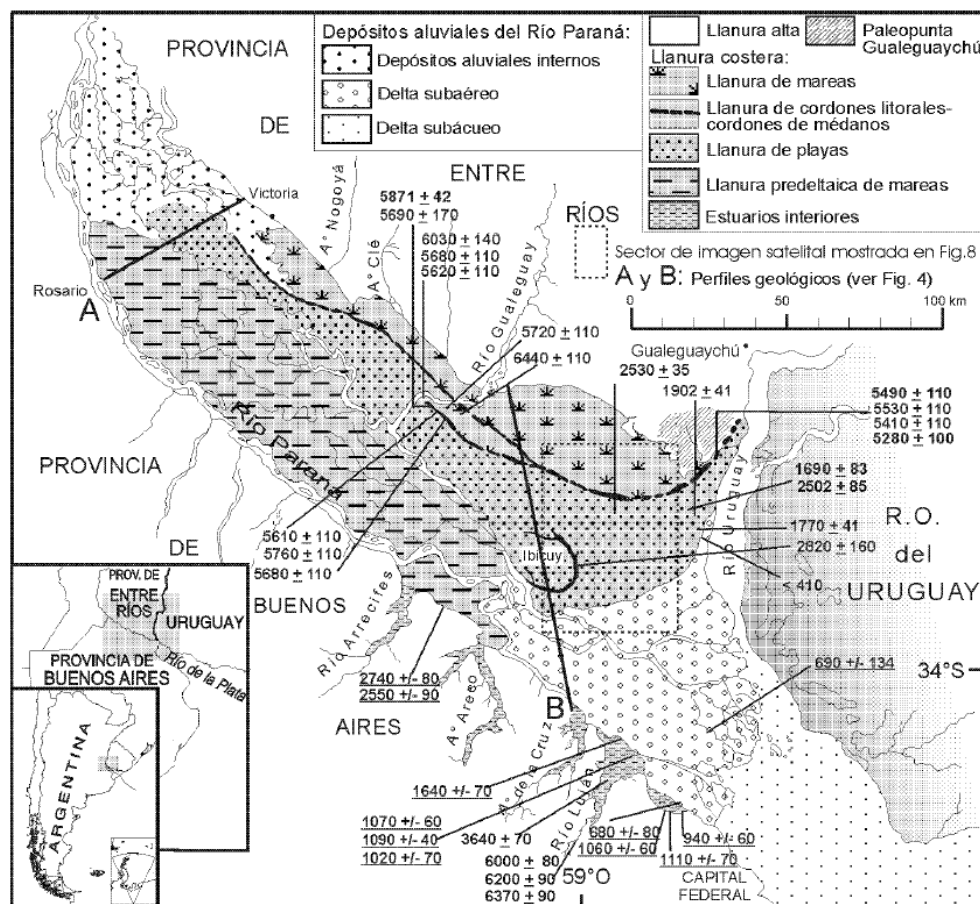 PROVINCIA
DE
ENTRE
RÍOS
Depósitos aluviales del Río Paraná:
Depósitos aluviales internos
Delta subaéreo
Delta subácueo
Llanura alta
Paleopunta
Gualeguaychú
Llanura costera:
Llanura de mareas
Llanura de cordones litorales-
cordones de médanos
Llanura de playas
Llanura predeltaica de mareas
Estuarios interiores
Sector de imagen satelital mostrada en Fig.8
A y B: Perfiles geológicos (ver Fig. 4)
0 50 100 km
Victoria
Rosario
A
A° Nogoyá
A° Clé
Río Gualeguay
5871 ± 42
5690 ± 170
6030 ± 140
5680 ± 110
5620 ± 110
5720 ± 110
6440 ± 110
Gualeguaychú
2530 ± 35
1902 ± 41
5490 ± 110
5530 ± 110
5410 ± 110
5280 ± 100
1690 ± 83
2502 ± 85
1770 ± 41
2820 ± 160
< 410
Río Uruguay
R.O.
del
URUGUAY
Río Paraná
PROVINCIA
DE
BUENOS
AIRES
5610 ± 110
5760 ± 110
5680 ± 110
Ibicuy
Río Arrecifes
2740 +/- 80
2550 +/- 90
A° Areco
B
A° de la Cruz
Río Luján
690 +/- 134
34°S
1640 +/- 70
1070 +/- 60
1090 +/- 40
1020 +/- 70
3640 ± 70
6000 ± 80
6200 ± 90
6370 ± 90
59°O
680 +/- 80
1060 +/- 60
940 +/- 60
1110 +/- 70
CAPITAL
FEDERAL
PROV. DE
ENTRE
RÍOS
URUGUAY
Río de la Plata
PROVINCIA DE
BUENOS AIRES
ARGENTINA